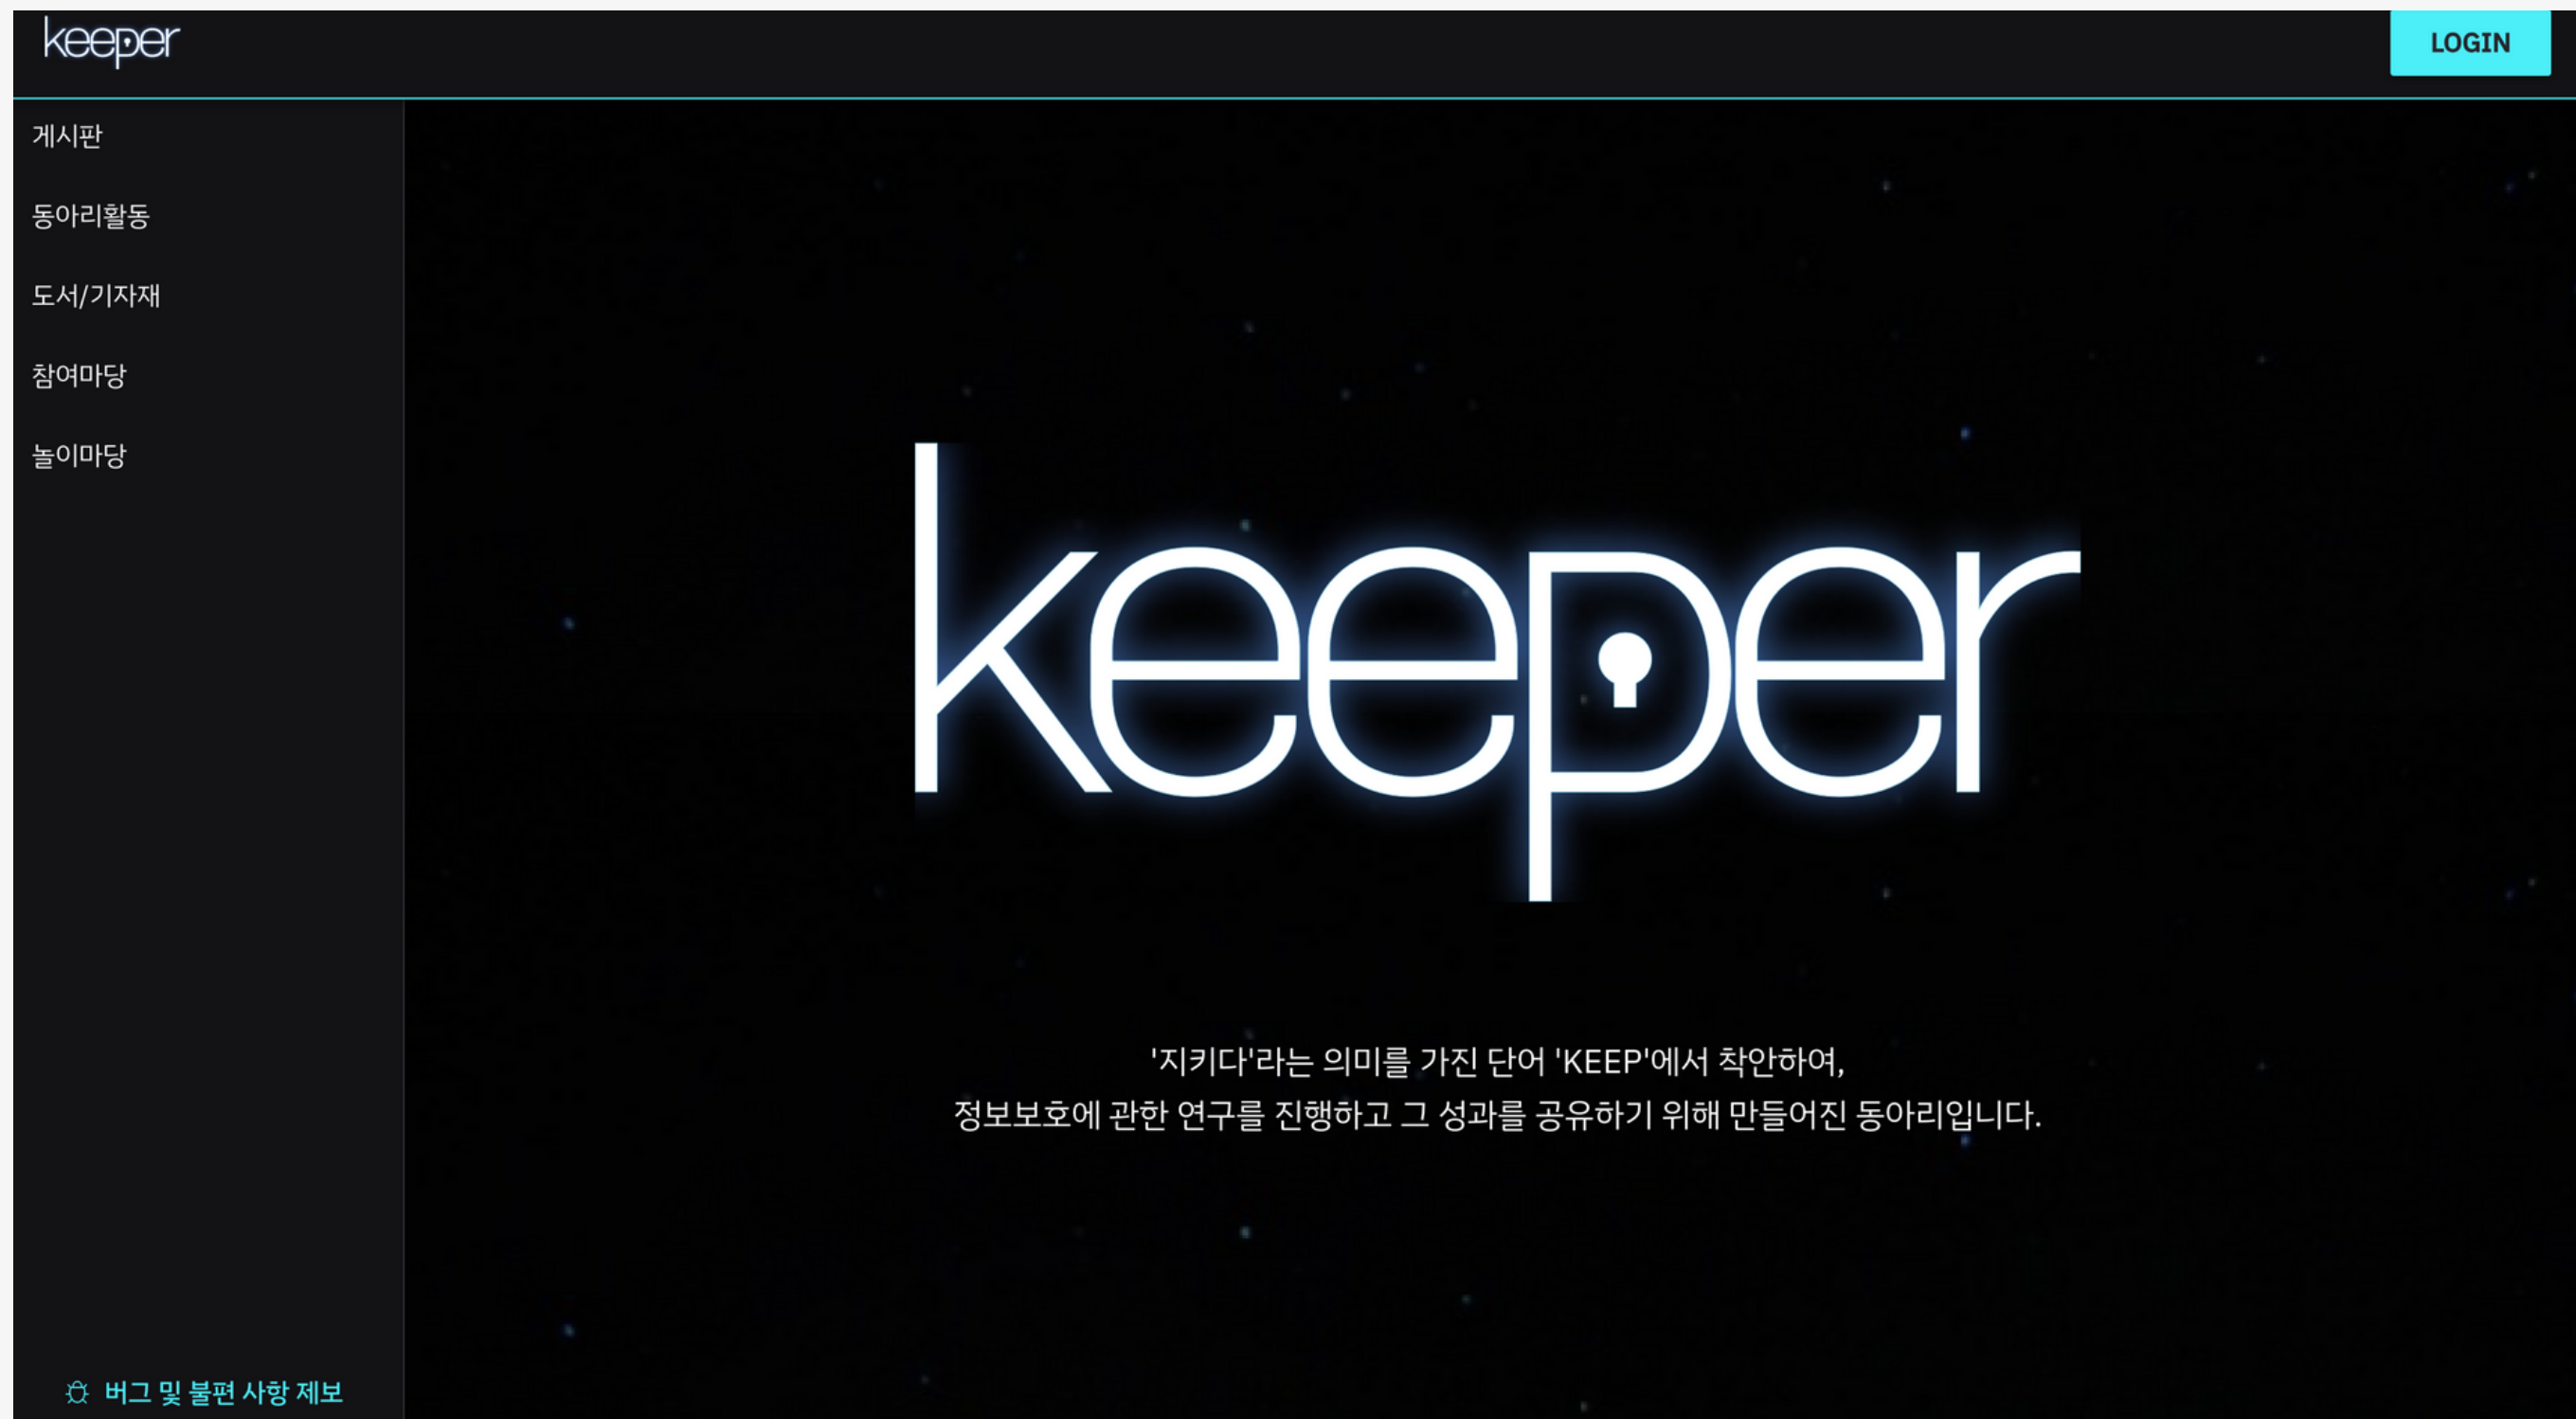 keeper
LOGIN
게시판
동아리활동
도서/기자재
참여마당
놀이마당
keeper
'지키다'라는 의미를 가진 단어 'KEEP'에서 착안하여,
정보보호에 관한 연구를 진행하고 그 성과를 공유하기 위해 만들어진 동아리입니다.
버그 및 불편 사항 제보